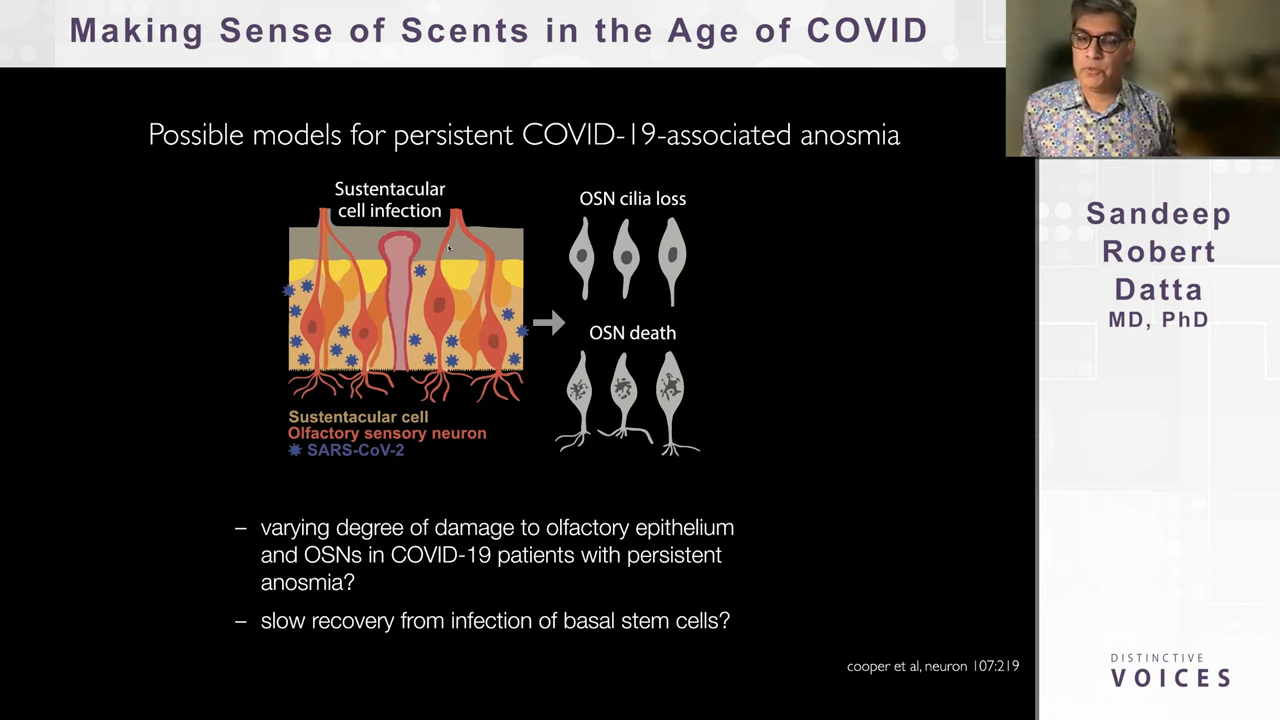 Making Sense of Scents in the Age of COVID
Possible models for persistent COVID-19-associated anosmia
Sustentacular
cell infection
OSN cilia loss
OSN death
Sustentacular cell
Olfactory sensory neuron
SARS-CoV-2
– varying degree of damage to olfactory epithelium
and OSNs in COVID-19 patients with persistent
anosmia?
– slow recovery from infection of basal stem cells?
cooper et al, neuron 107:219
Sandeep
Robert
Datta
MD, PhD
DISTINCTIVE
VOICES